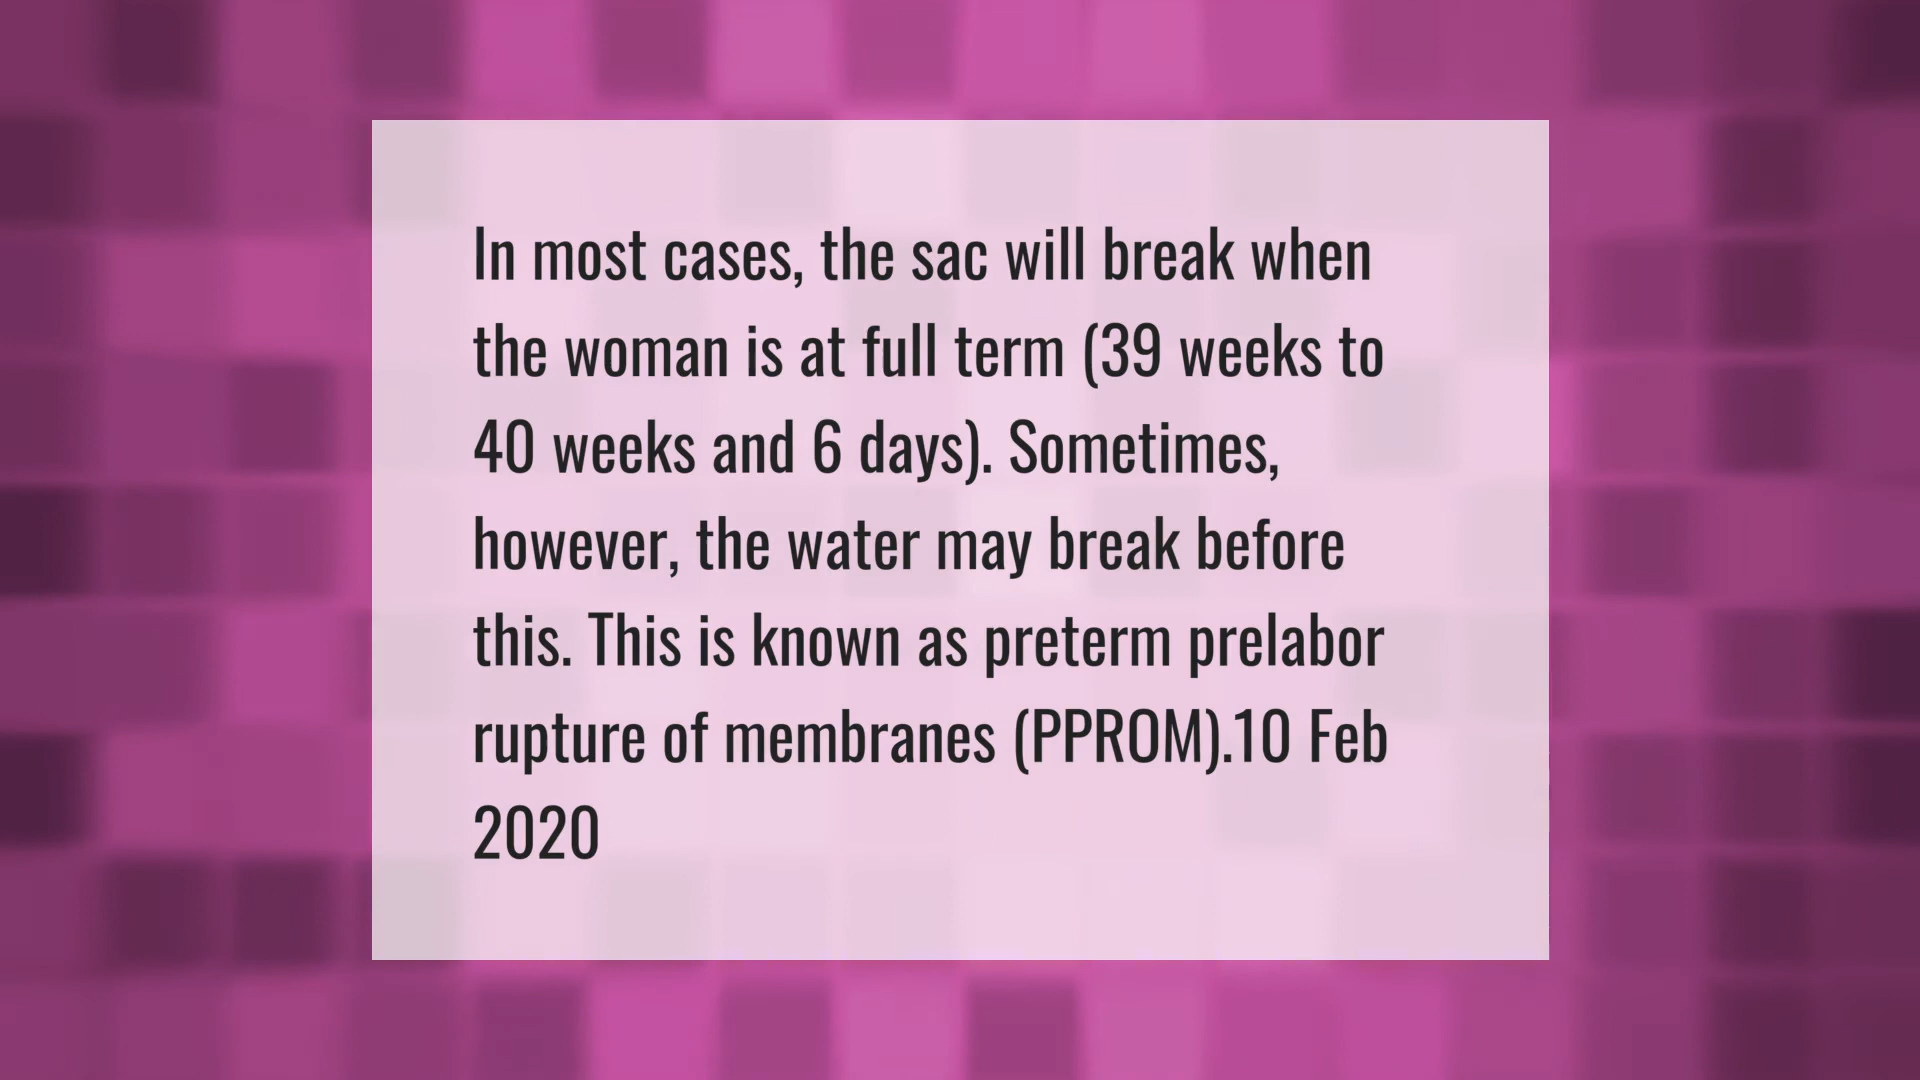 In most cases, the sac will break when
the woman is at full term (39 weeks to
40 weeks and 6 days). Sometimes,
however, the water may break before
this. This is known as preterm prelabor
rupture of membranes (PPROM).10 Feb
2020